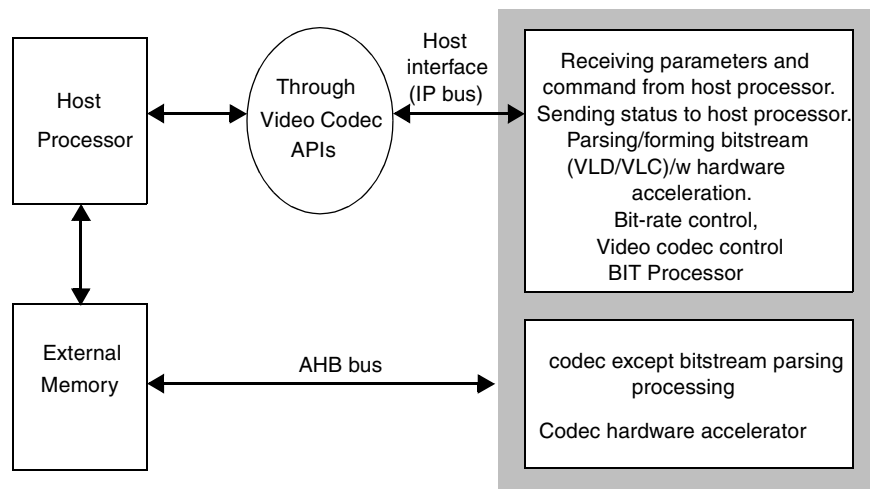 Host
Processor
Through
Video Codec
APIs
Host
interface
(IP bus)
Receiving parameters and
command from host processor.
Sending status to host processor.
Parsing/forming bitstream
(VLD/VLC)/w hardware
acceleration.
Bit-rate control,
Video codec control
BIT Processor
External
Memory
AHB bus
codec except bitstream parsing
processing
Codec hardware accelerator